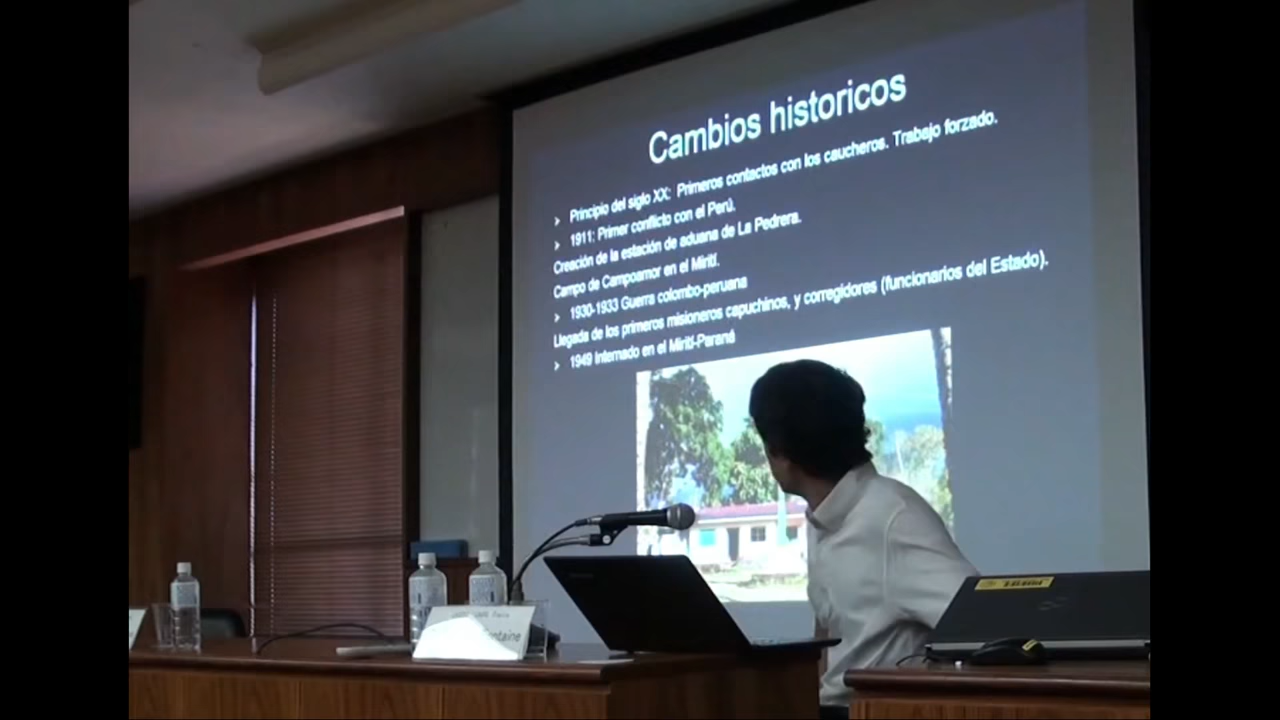 Cambios historicos
➢ Principio del siglo XX: Primeros contactos con los caucheros. Trabajo forzado.
➢ 1911: Primer conflicto con el Perú.
Creación de la estación de aduana de La Pedrera.
Campo de Campoamor en el Mirití.
➢ 1930-1933 Guerra colombo-peruana
Llegada de los primeros misioneros capuchinos, y corregidores (funcionarios del Estado).
➢ 1949 Internado en el Mirití-Paraná